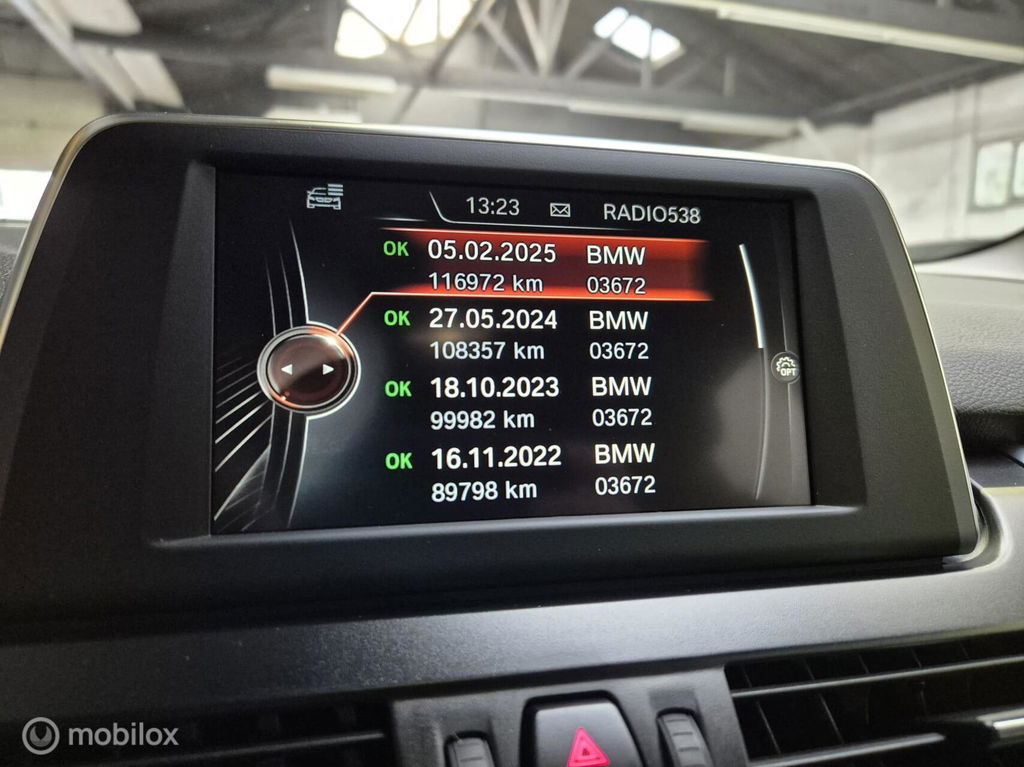 13:23 RADIO538
OK 05.02.2025 BMW
116972 km 03672
OK 27.05.2024 BMW
108357 km 03672
OK 18.10.2023 BMW
99982 km 03672
OK 16.11.2022 BMW
89798 km 03672
OPT
mobilox